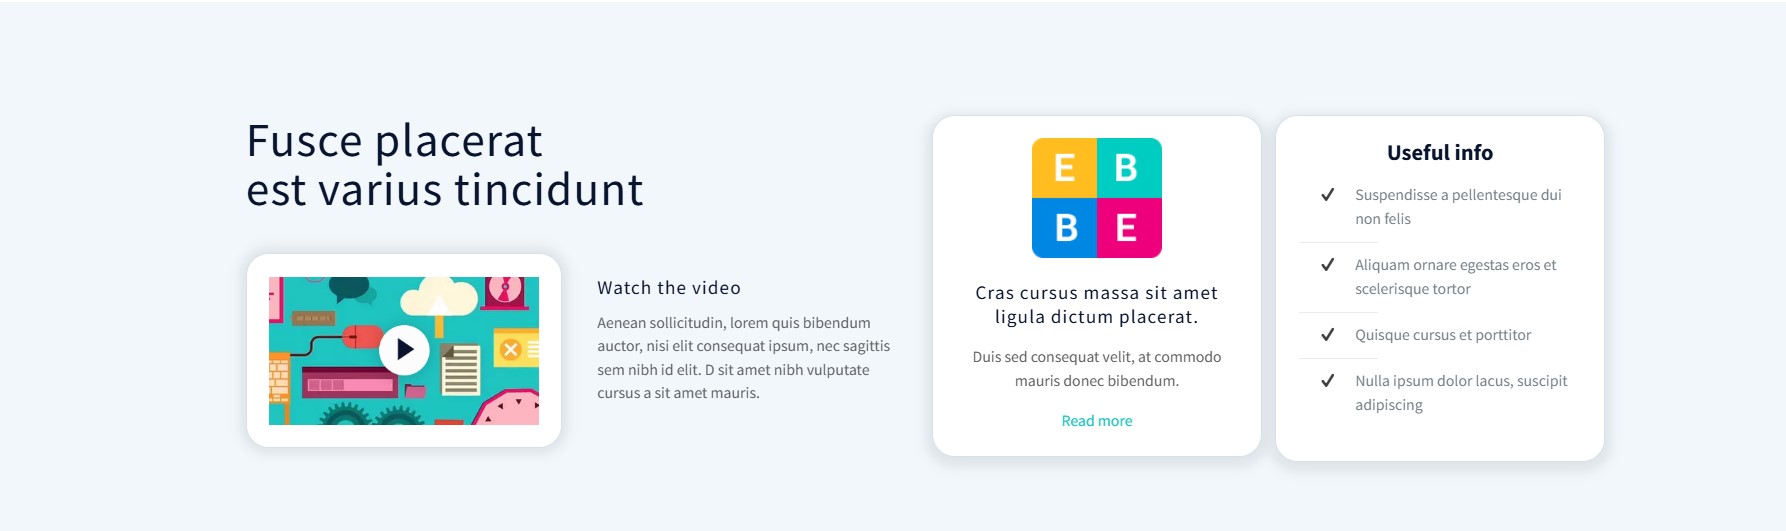 Fusce placerat
est varius tincidunt
Watch the video
Aenean sollicitudin, lorem quis bibendum
auctor, nisi elit consequat ipsum, nec sagittis
sem nibh id elit. D sit amet nibh vulputate
cursus a sit amet mauris.
E B
B E
Cras cursus massa sit amet
ligula dictum placerat.
Duis sed consequat velit, at commodo
mauris donec bibendum.
Read more
Useful info
Suspendisse a pellentesque dui
non felis
Aliquam ornare egestas eros et
scelerisque tortor
Quisque cursus et porttitor
Nulla ipsum dolor lacus, suscipit
adipiscing